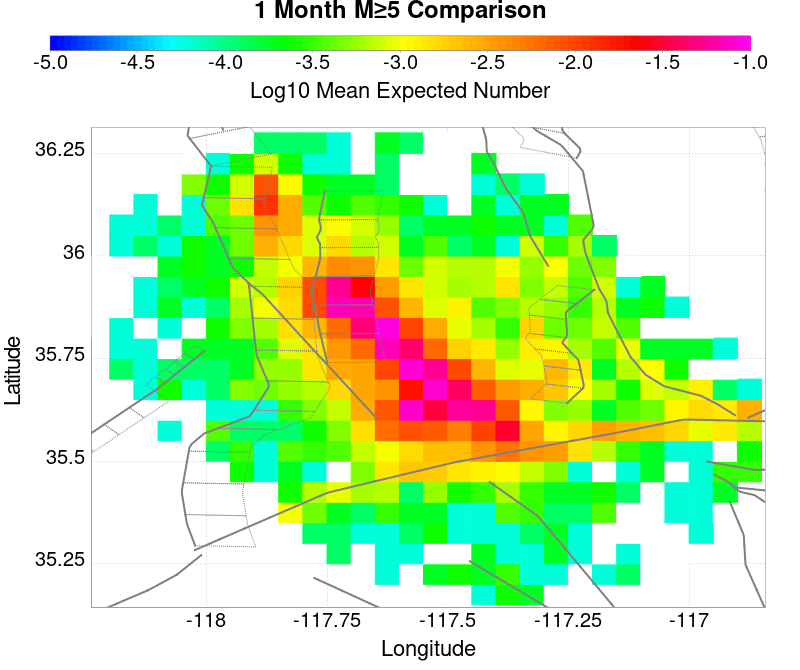 1 Month M≥5 Comparison
-5.0 -4.5 -4.0 -3.5 -3.0 -2.5 -2.0 -1.5 -1.0
Log10 Mean Expected Number
36.25
36
35.75
35.5
35.25
Latitude
-118 -117.75 -117.5 -117.25 -117
Longitude